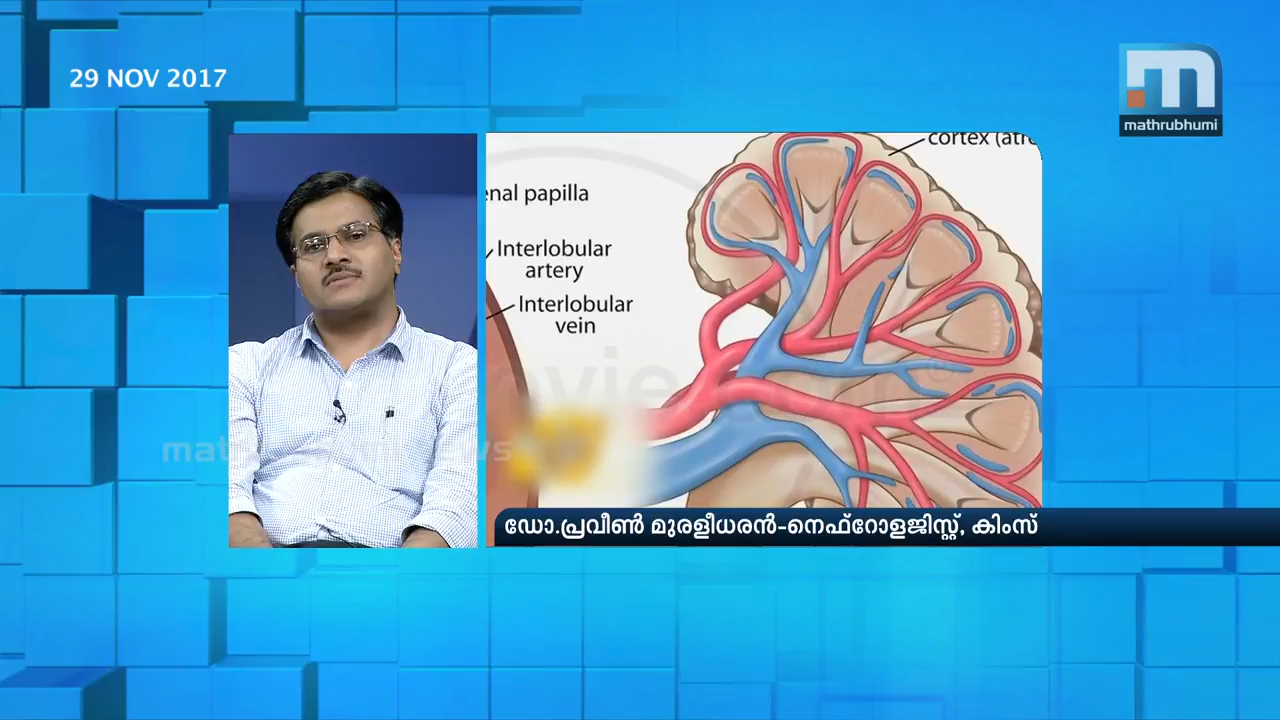 29 NOV 2017
mathrubhumi
cortex
enal papilla
Interlobular
artery
Interlobular
vein
ഡോ.പ്രവീൺ മുരളീധരൻ-നെഫ്റോളജിസ്റ്റ്, കിംസ്